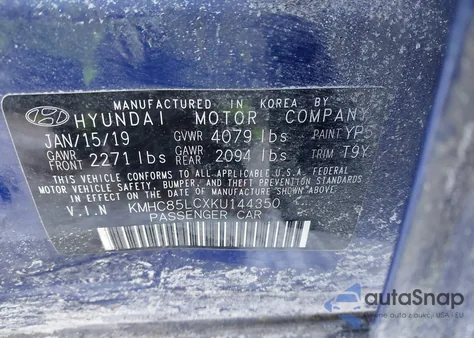 MANUFACTURED IN KOREA BY
HYUNDAI MOTOR COMPANY
JAN/15/19 GVWR 4079 lbs PAINT YP5
GAWR FRONT 2271 lbs GAWR REAR 2094 lbs TRIM T9Y
THIS VEHICLE CONFORMS TO ALL APPLICABLE U.S.A. FEDERAL
MOTOR VEHICLE SAFETY, BUMPER, AND THEFT PREVENTION STANDARDS
IN EFFECT ON THE DATE OF MANUFACTURE SHOWN ABOVE.
V.I.N KMHC85LCXKU144350
PASSENGER CAR
autoSnap